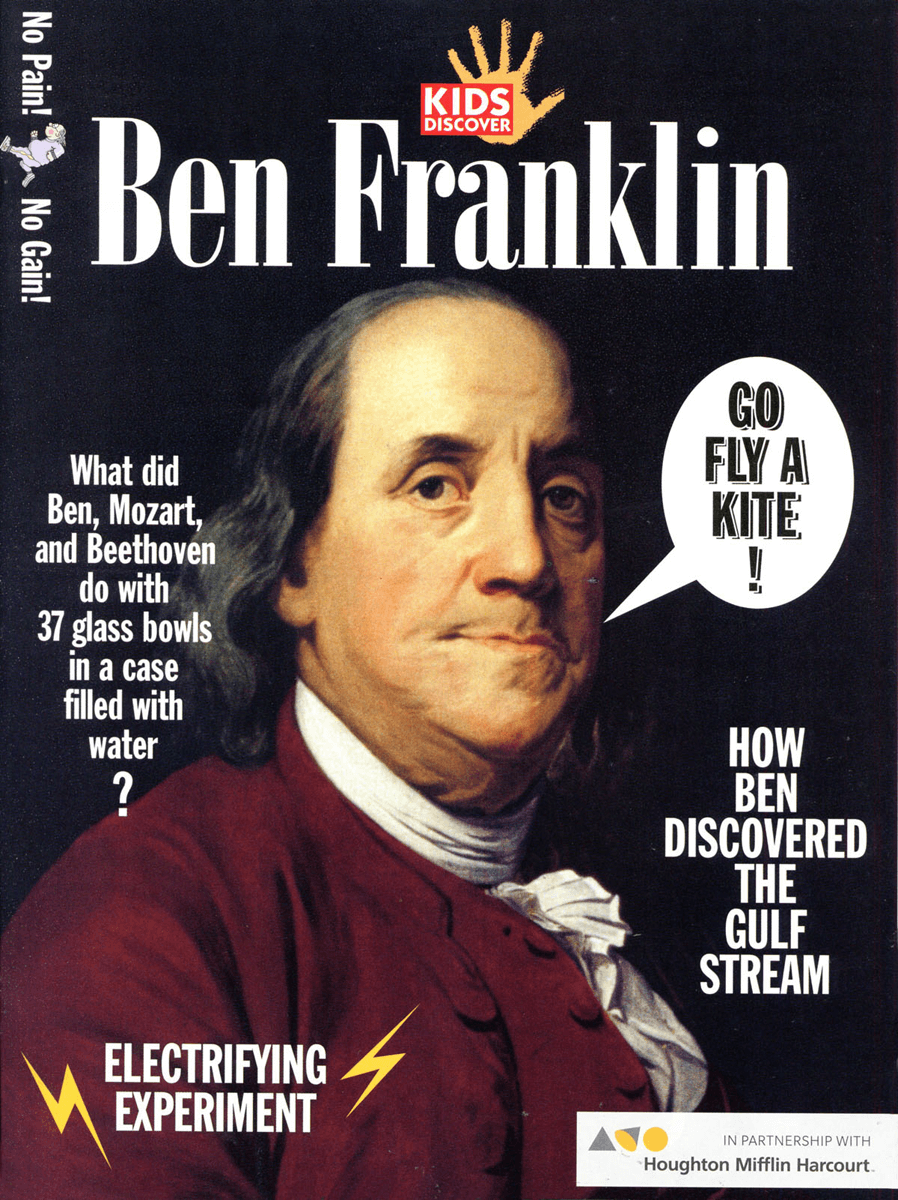 No Pain! No Gain!
KIDS
DISCOVER
Ben Franklin
GO
FLY A
KITE
!
What did
Ben, Mozart,
and Beethoven
do with
37 glass bowls
in a case
filled with
water
?
HOW
BEN
DISCOVERED
THE
GULF
STREAM
ELECTRIFYING
EXPERIMENT
IN PARTNERSHIP WITH
Houghton Mifflin Harcourt